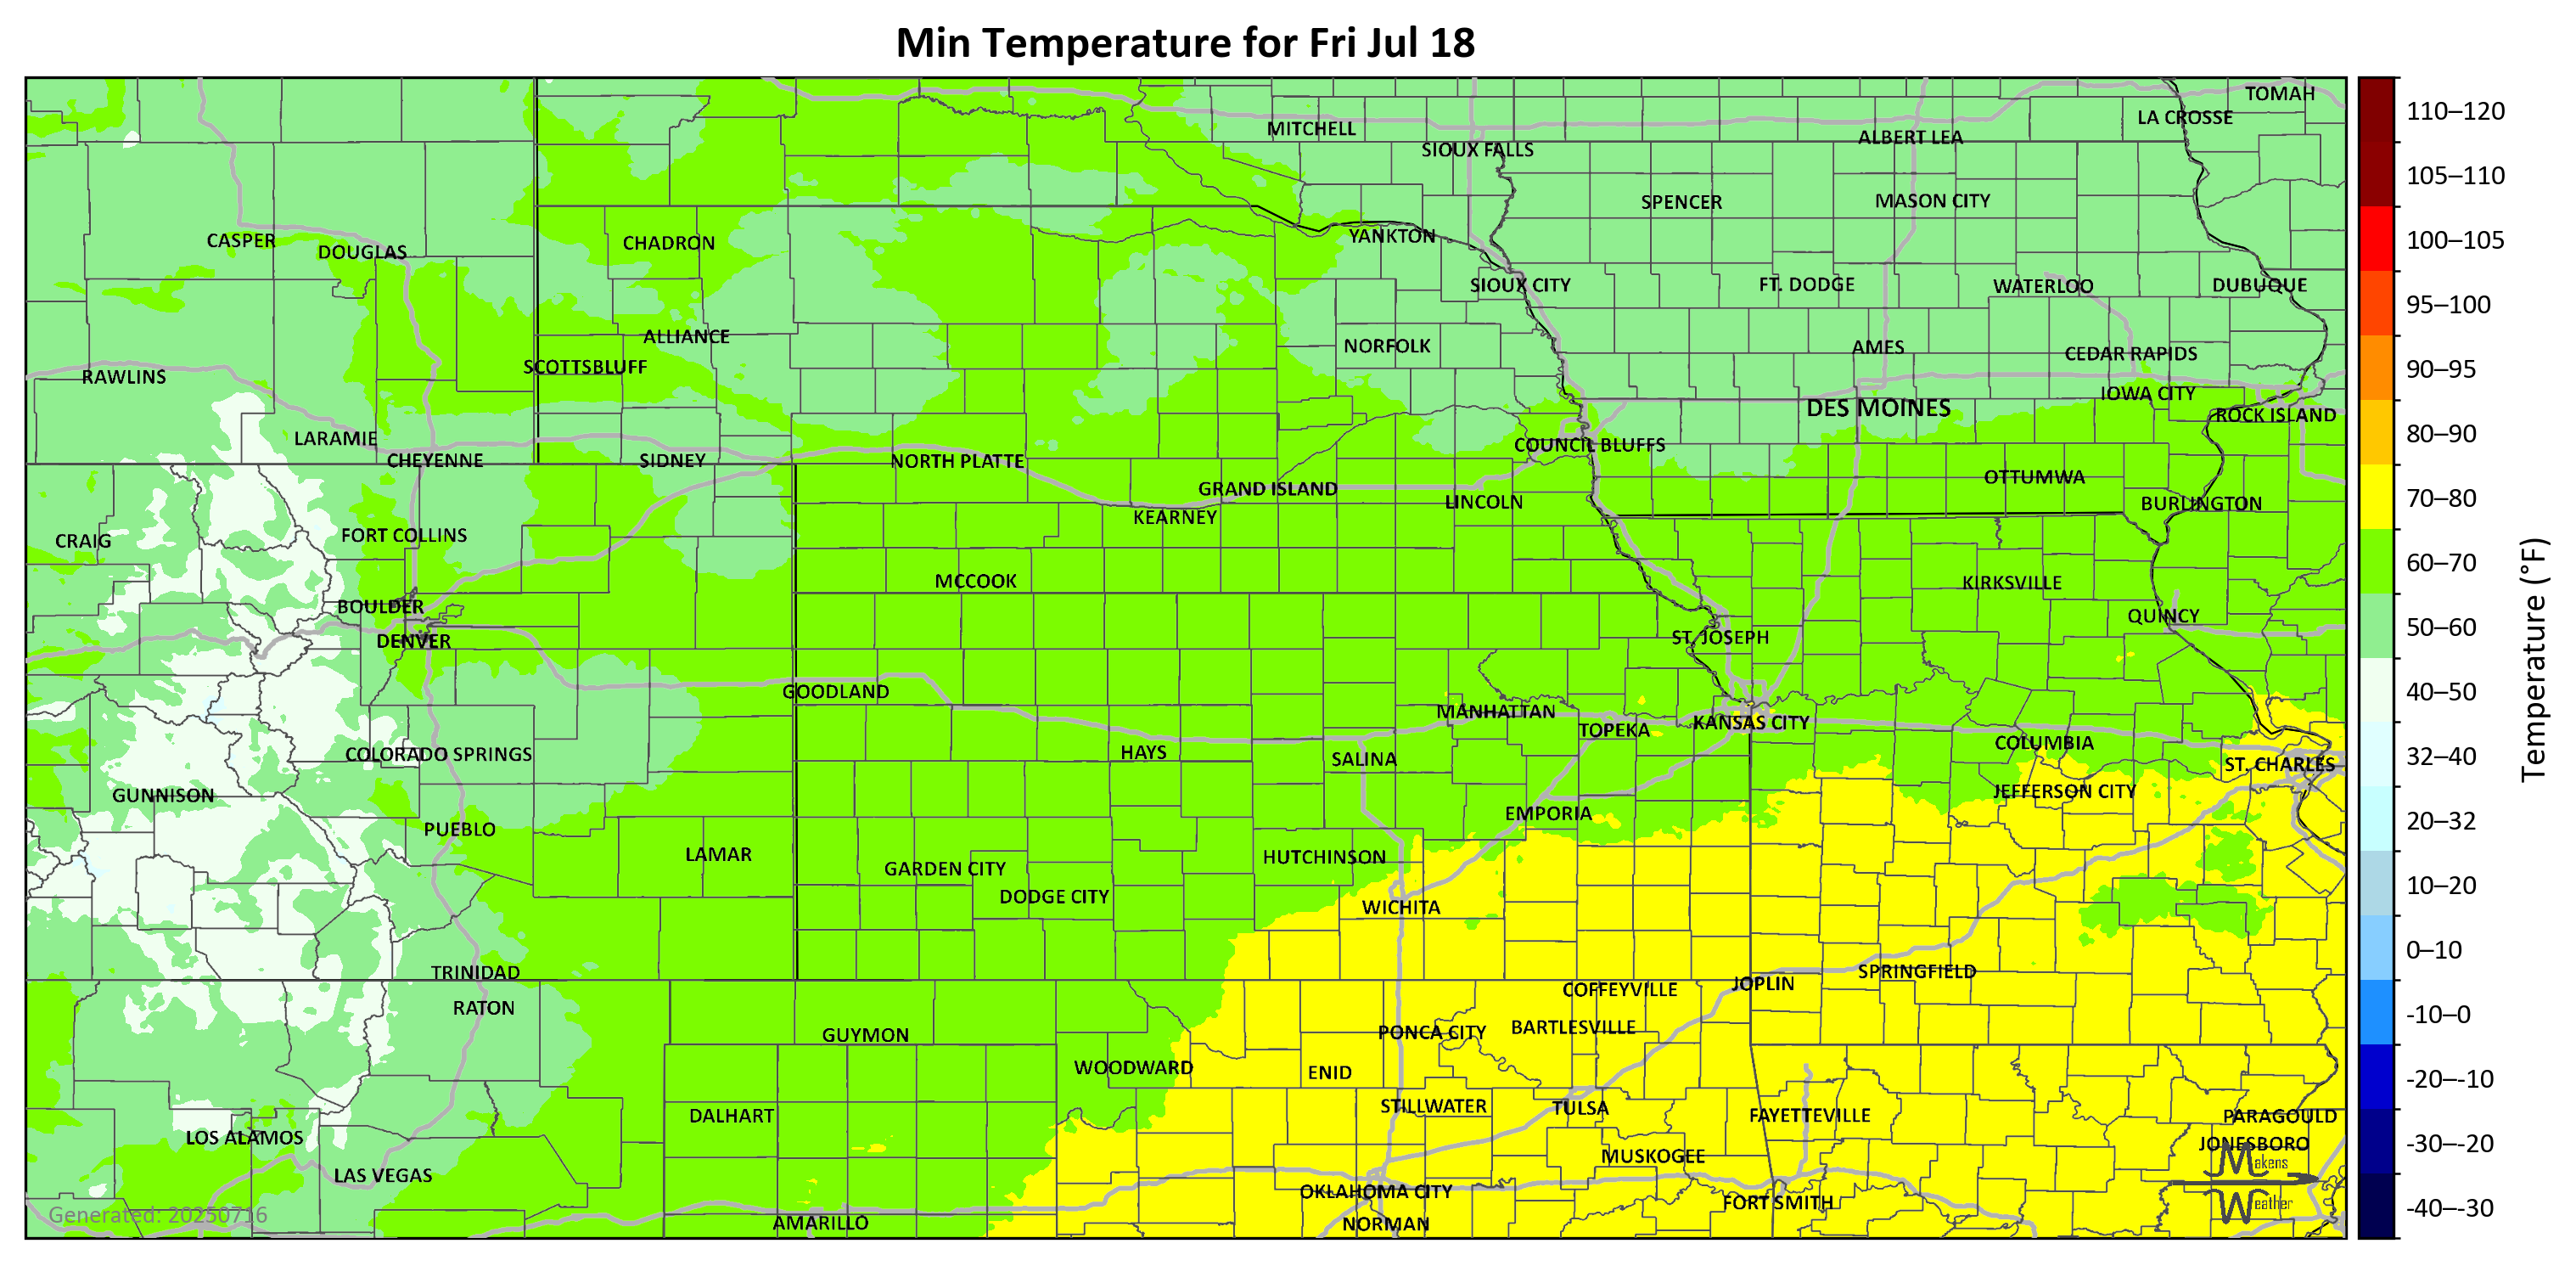 Min Temperature for Fri Jul 18
TOMAH
LA CROSSE
MITCHELL
ALBERT LEA
SIOUX FALLS
SPENCER
MASON CITY
CASPER
DOUGLAS
CHADRON
YANKTON
SIOUX CITY
FT. DODGE
WATERLOO
DUBUQUE
ALLIANCE
NORFOLK
AMES
CEDAR RAPIDS
SCOTTSBLUFF
RAWLINS
IOWA CITY
DES MOINES
ROCK ISLAND
LARAMIE
COUNCIL BLUFFS
CHEYENNE
SIDNEY
NORTH PLATTE
OTTUMWA
GRAND ISLAND
LINCOLN
BURLINGTON
KEARNEY
CRAIG
FORT COLLINS
MCCOOK
KIRKSVILLE
BOULDER
QUINCY
DENVER
ST. JOSEPH
GOODLAND
MANHATTAN
TOPEKA
KANSAS CITY
COLUMBIA
COLORADO SPRINGS
HAYS
SALINA
ST. CHARLES
GUNNISON
JEFFERSON CITY
EMPORIA
PUEBLO
LAMAR
HUTCHINSON
GARDEN CITY
DODGE CITY
WICHITA
TRINIDAD
SPRINGFIELD
JOPLIN
COFFEYVILLE
RATON
GUYMON
PONCA CITY
BARTLESVILLE
WOODWARD
ENID
DALHART
STILLWATER
TULSA
FAYETTEVILLE
PARAGOULD
LOS ALAMOS
JONESBORO
MUSKOGEE
LAS VEGAS
OKLAHOMA CITY
FORT SMITH
AMARILLO
NORMAN
Makens
Weather
Generated: 20250716
110–120
105–110
100–105
95–100
90–95
80–90
70–80
60–70
50–60
40–50
32–40
20–32
10–20
0–10
-10–0
-20–-10
-30–-20
-40–-30
Temperature (°F)